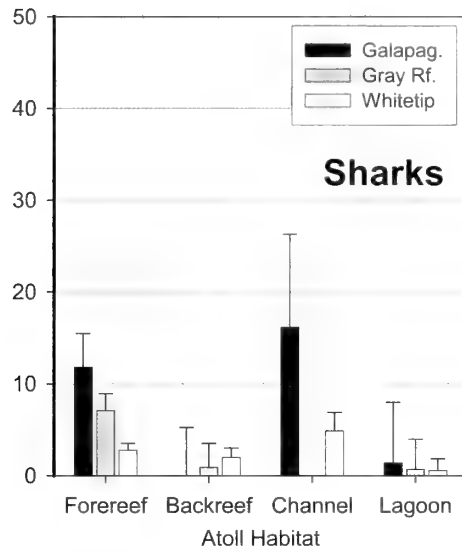 50
40
30
20
10
0
Galapag.
Gray Rf.
Whitetip
Sharks
Forereef Backreef Channel Lagoon
Atoll Habitat